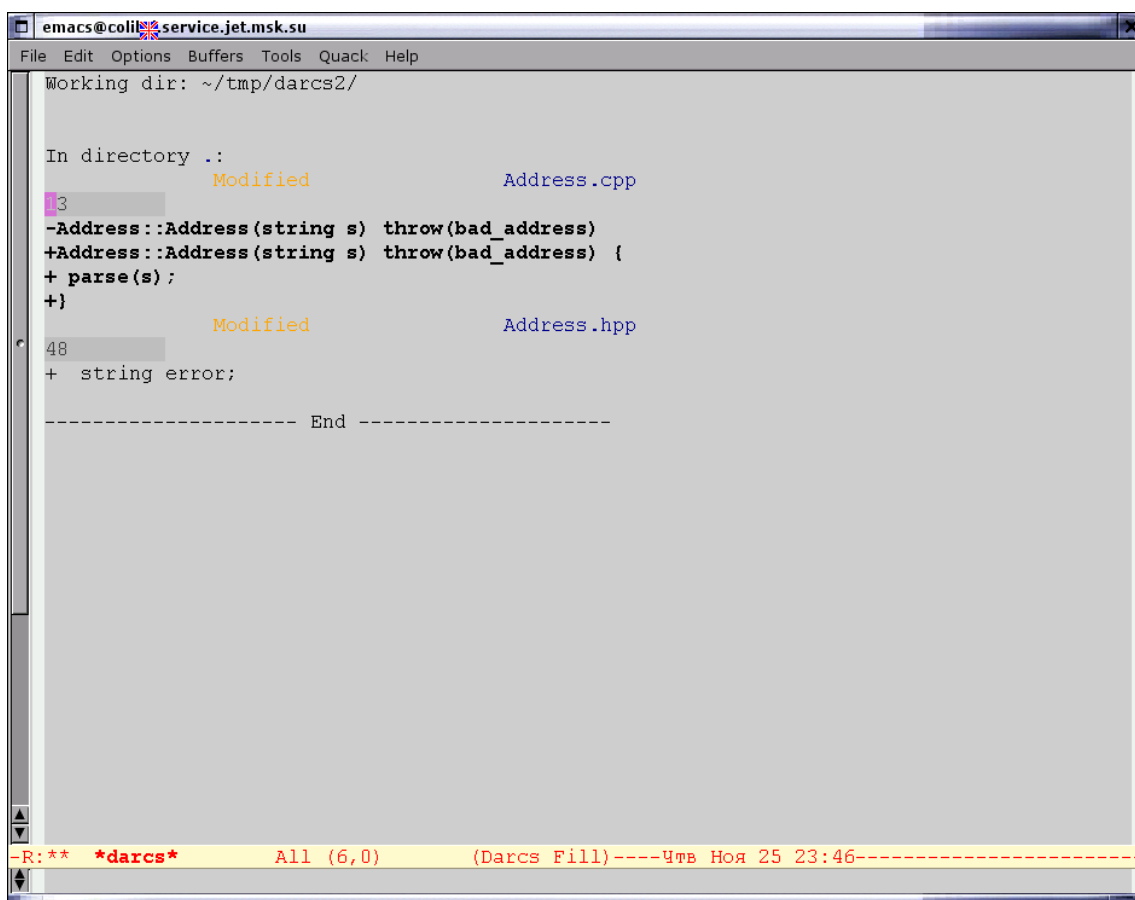 emacs@colib.service.jet.msk.su
File Edit Options Buffers Tools Quack Help
Working dir: ~/tmp/darcs2/
In directory .:
Modified Address.cpp
13
-Address::Address(string s) throw(bad_address)
+Address::Address(string s) throw(bad_address) {
+ parse(s);
+}
Modified Address.hpp
48
+  string error;
--------------------- End ---------------------
-R:** *darcs* All (6,0) (Darcs Fill)----Чтв Ноя 25 23:46-----------------------